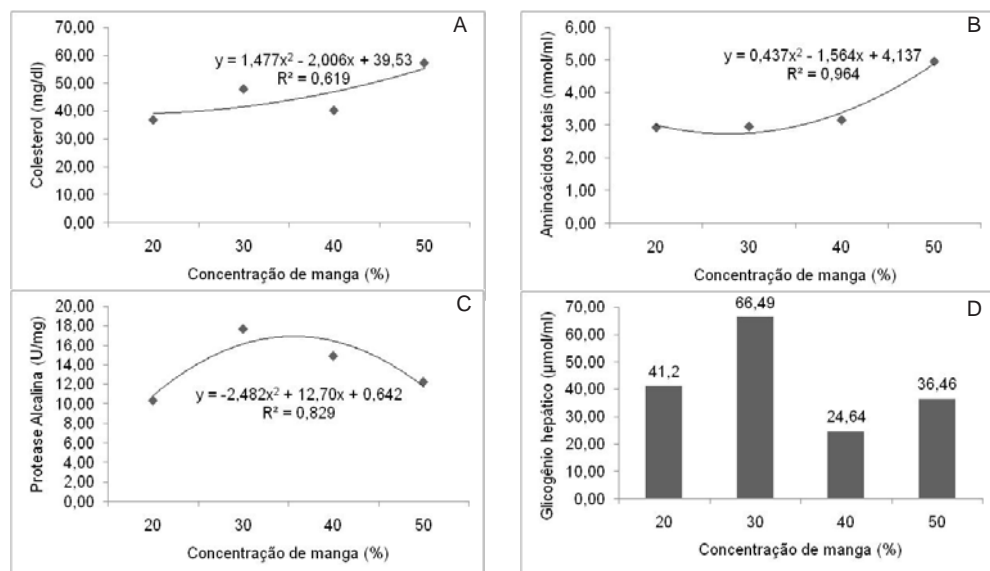 A
70,00
60,00
50,00
40,00
30,00
20,00
10,00
0,00
Colesterol (mg/dl)
y = 1,477x² - 2,006x + 39,53
R² = 0,619
20 30 40 50
Concentração de manga (%)
B
6,00
5,00
4,00
3,00
2,00
1,00
0,00
Aminoácidos totais (nmol/ml)
y = 0,437x² - 1,564x + 4,137
R² = 0,964
20 30 40 50
Concentração de manga (%)
C
20,00
18,00
16,00
14,00
12,00
10,00
8,00
6,00
4,00
2,00
0,00
Protease Alcalina (U/mg)
y = -2,482x² + 12,70x + 0,642
R² = 0,829
20 30 40 50
Concentração de manga (%)
D
70,00
60,00
50,00
40,00
30,00
20,00
10,00
0,00
Glicogênio hepático (µmol/ml)
41,2
66,49
24,64
36,46
20 30 40 50
Concentração de manga (%)